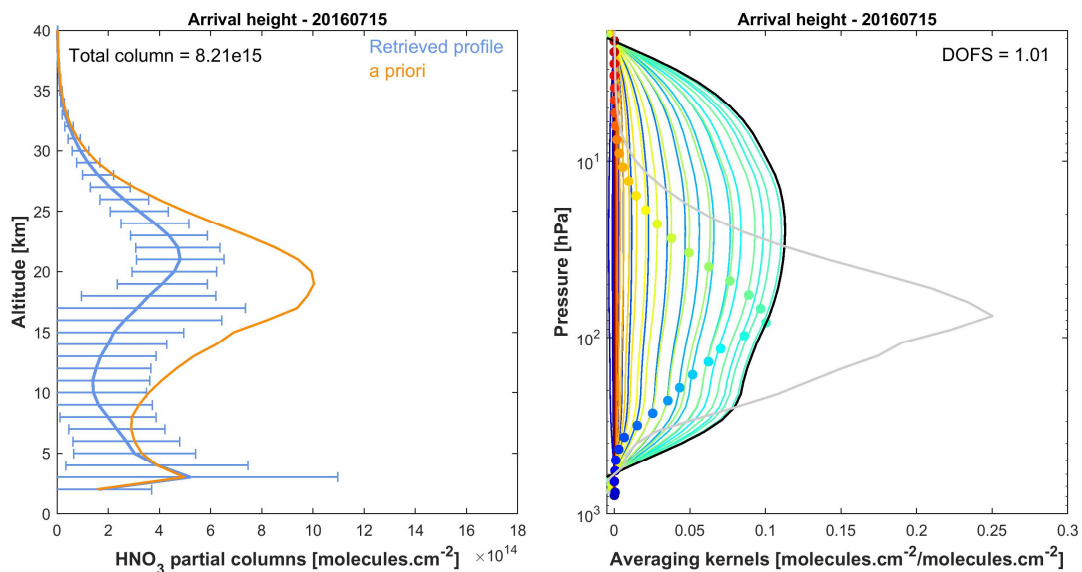 Arrival height - 20160715
Total column = 8.21e15
Retrieved profile
a priori
Altitude [km]
40
35
30
25
20
15
10
5
0
0 2 4 6 8 10 12 14 16 18
HNO3 partial columns [molecules.cm-2] ×10^14
Arrival height - 20160715
DOFS = 1.01
Pressure [hPa]
10^1
10^2
10^3
0 0.05 0.1 0.15 0.2 0.25 0.3
Averaging kernels [molecules.cm-2/molecules.cm-2]